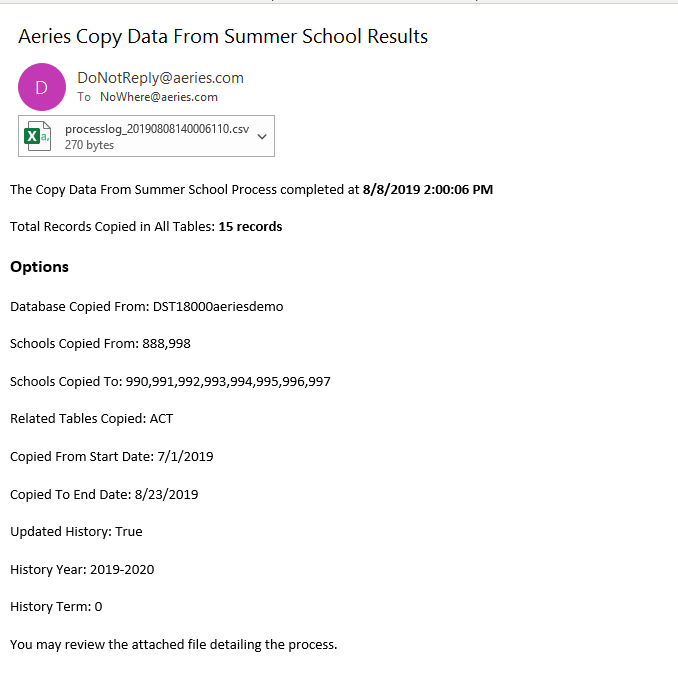 Aeries Copy Data From Summer School Results
D
DoNotReply@aeries.com
To NoWhere@aeries.com
X a,
processlog_20190808140006110.csv
270 bytes
The Copy Data From Summer School Process completed at 8/8/2019 2:00:06 PM
Total Records Copied in All Tables: 15 records
Options
Database Copied From: DST18000aeriesdemo
Schools Copied From: 888,998
Schools Copied To: 990,991,992,993,994,995,996,997
Related Tables Copied: ACT
Copied From Start Date: 7/1/2019
Copied To End Date: 8/23/2019
Updated History: True
History Year: 2019-2020
History Term: 0
You may review the attached file detailing the process.